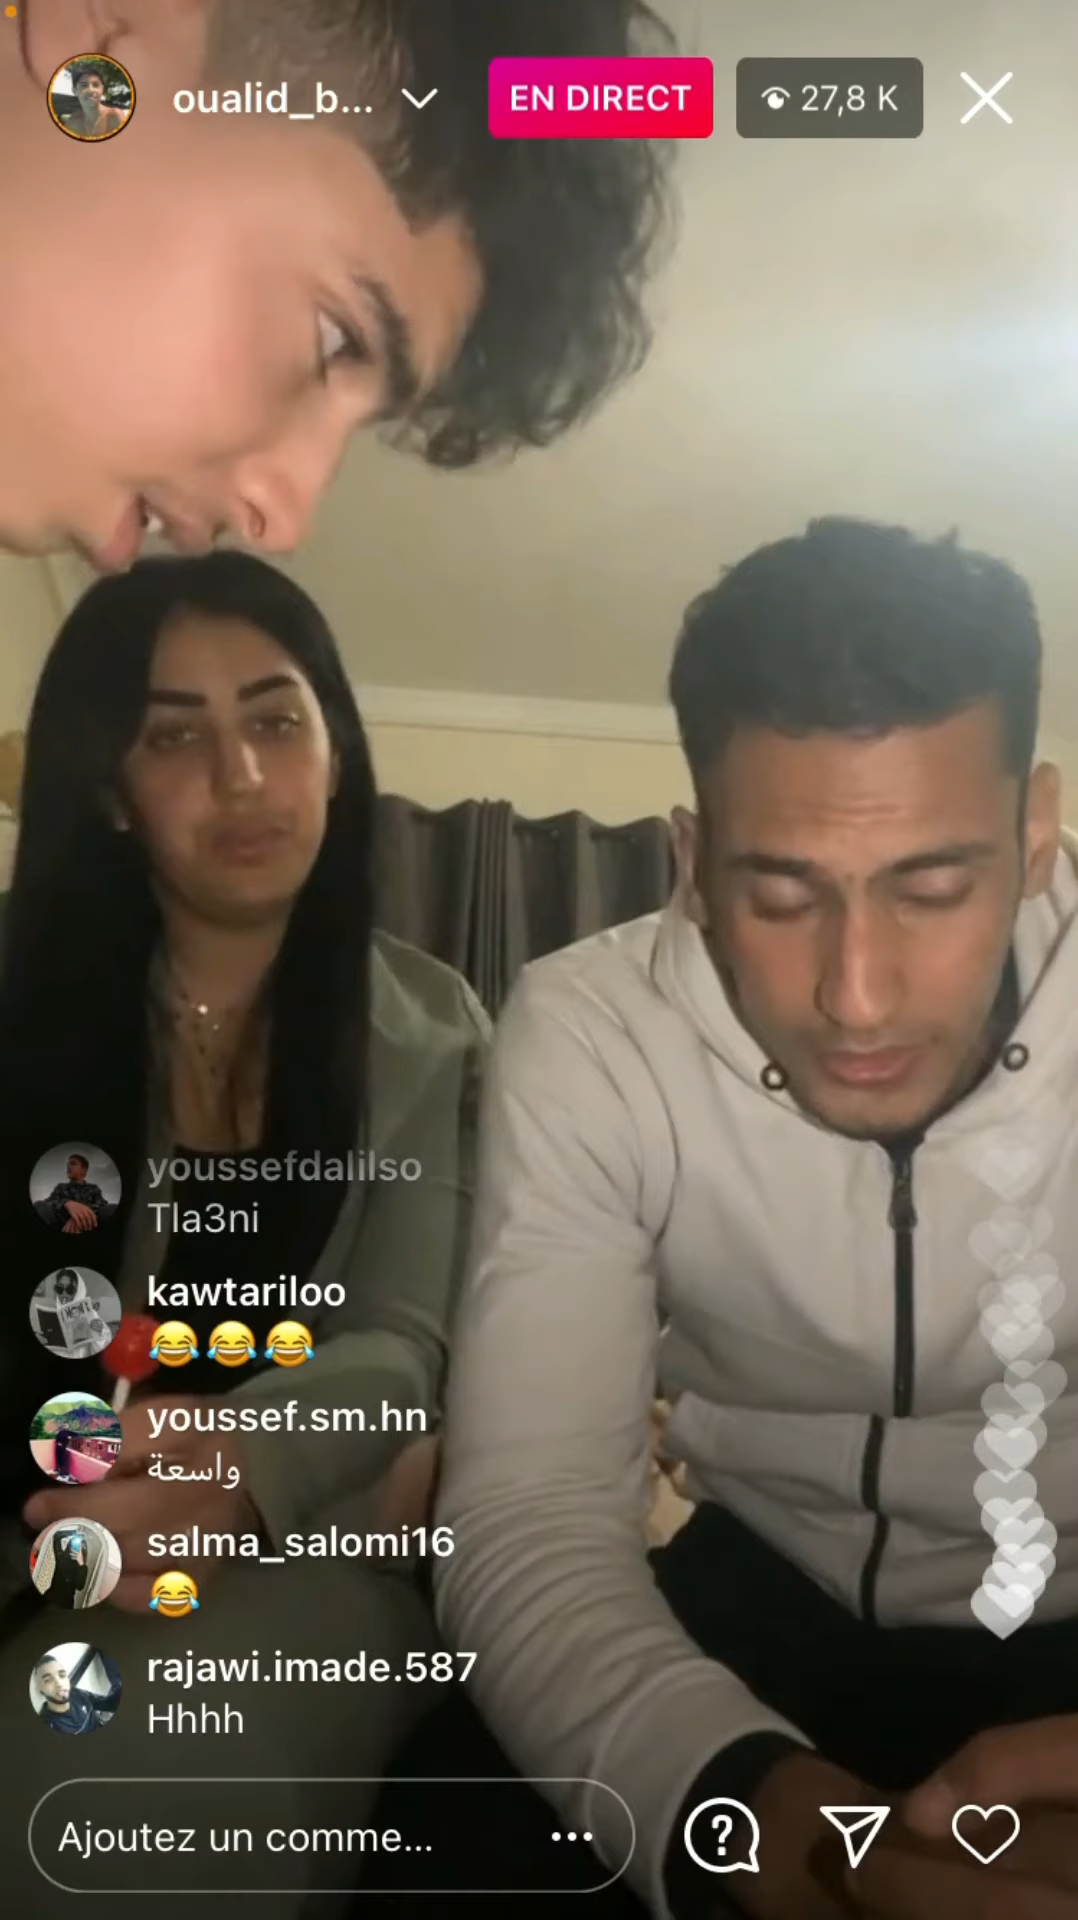 oualid_b...
EN DIRECT
27,8 K
youssefdalilso
Tla3ni
kawtariloo
😂😂😂
youssef.sm.hn
واسعة
salma_salomi16
😂
rajawi.imade.587
Hhhh
Ajoutez un comme...